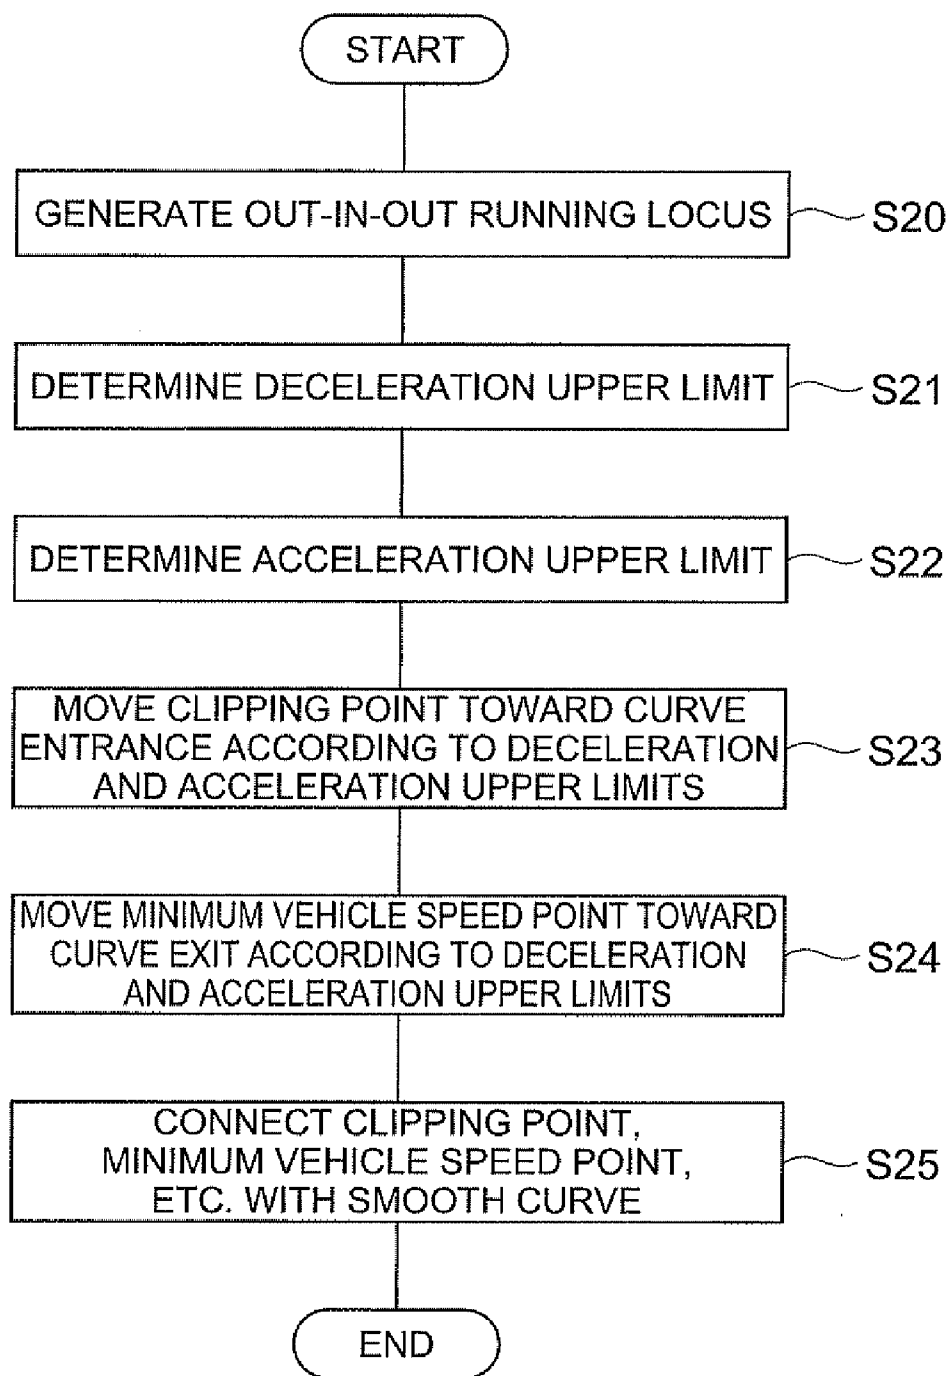 START
GENERATE OUT-IN-OUT RUNNING LOCUS
S20
DETERMINE DECELERATION UPPER LIMIT
S21
DETERMINE ACCELERATION UPPER LIMIT
S22
MOVE CLIPPING POINT TOWARD CURVE
ENTRANCE ACCORDING TO DECELERATION
AND ACCELERATION UPPER LIMITS
S23
MOVE MINIMUM VEHICLE SPEED POINT TOWARD
CURVE EXIT ACCORDING TO DECELERATION
AND ACCELERATION UPPER LIMITS
S24
CONNECT CLIPPING POINT,
MINIMUM VEHICLE SPEED POINT,
ETC. WITH SMOOTH CURVE
S25
END